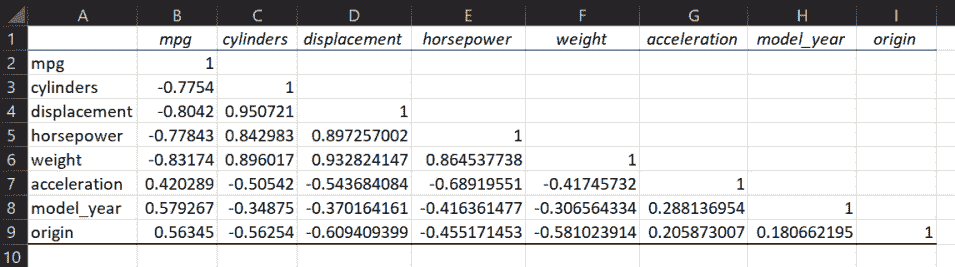 A B C D E F G H I
1 mpg cylinders displacement horsepower weight acceleration model_year origin
2 mpg 1
3 cylinders -0.7754 1
4 displacement -0.8042 0.950721 1
5 horsepower -0.77843 0.842983 0.897257002 1
6 weight -0.83174 0.896017 0.932824147 0.864537738 1
7 acceleration 0.420289 -0.50542 -0.543684084 -0.68919551 -0.41745732 1
8 model_year 0.579267 -0.34875 -0.370164161 -0.416361477 -0.306564334 0.288136954 1
9 origin 0.56345 -0.56254 -0.609409399 -0.455171453 -0.581023914 0.205873007 0.180662195 1
10